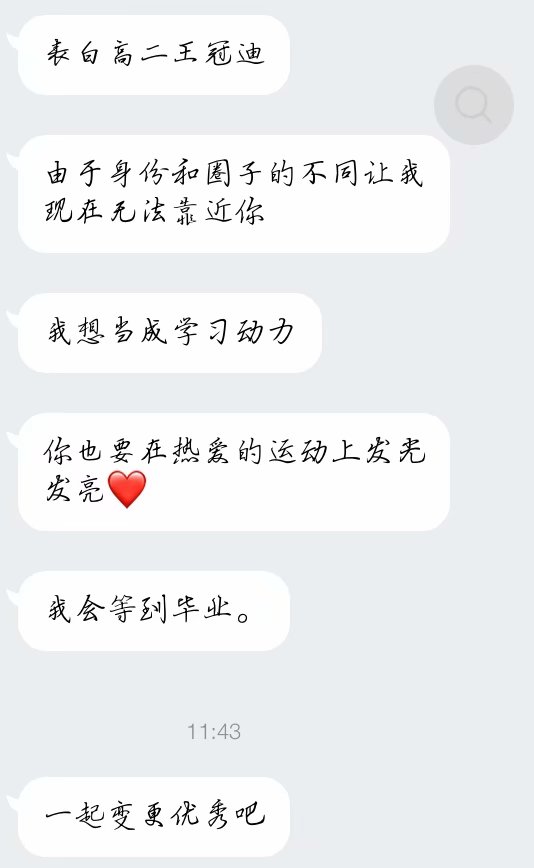 表白高二王冠迪
由于身份和圈子的不同让我
现在无法靠近你
我想当成学习动力
你也要在热爱的运动上发光
发亮❤️
我会等到毕业。
11:43
一起变更优秀吧